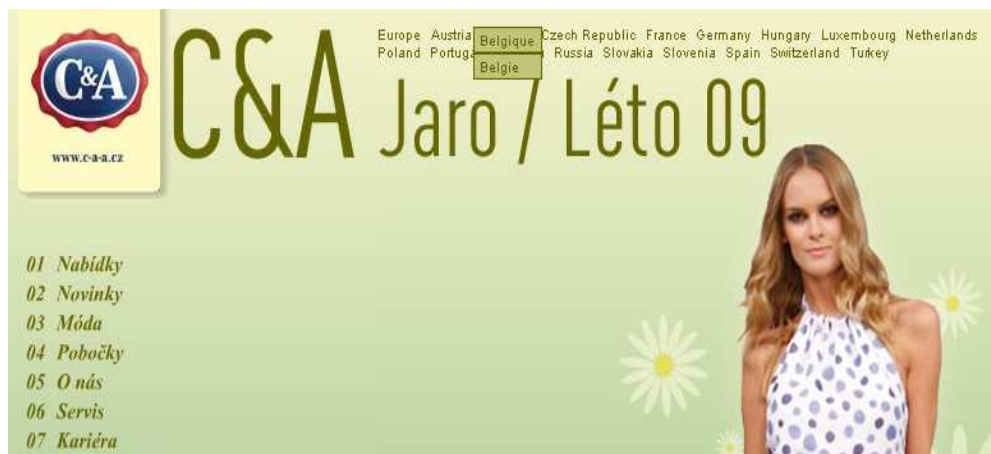 C&A
www.c-a-a.cz
C&A Jaro / Léto 09
Europe Austria Belgique Czech Republic France Germany Hungary Luxembourg Netherlands
Poland Russia Slovakia Slovenia Spain Switzerland Turkey
Belgie
01 Nabídky
02 Novinky
03 Móda
04 Pobočky
05 O nás
06 Servis
07 Kariéra